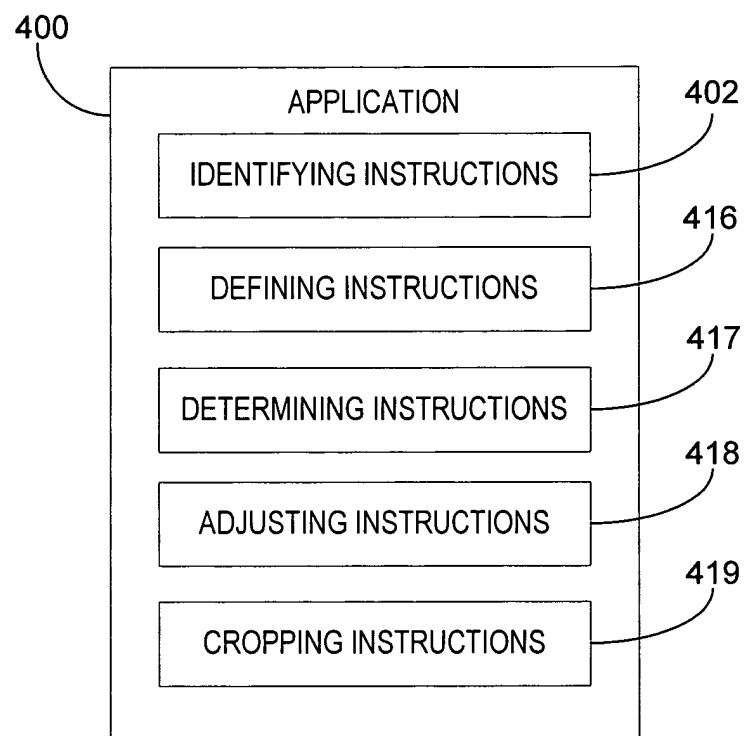 400
APPLICATION
402
IDENTIFYING INSTRUCTIONS
416
DEFINING INSTRUCTIONS
417
DETERMINING INSTRUCTIONS
418
ADJUSTING INSTRUCTIONS
419
CROPPING INSTRUCTIONS